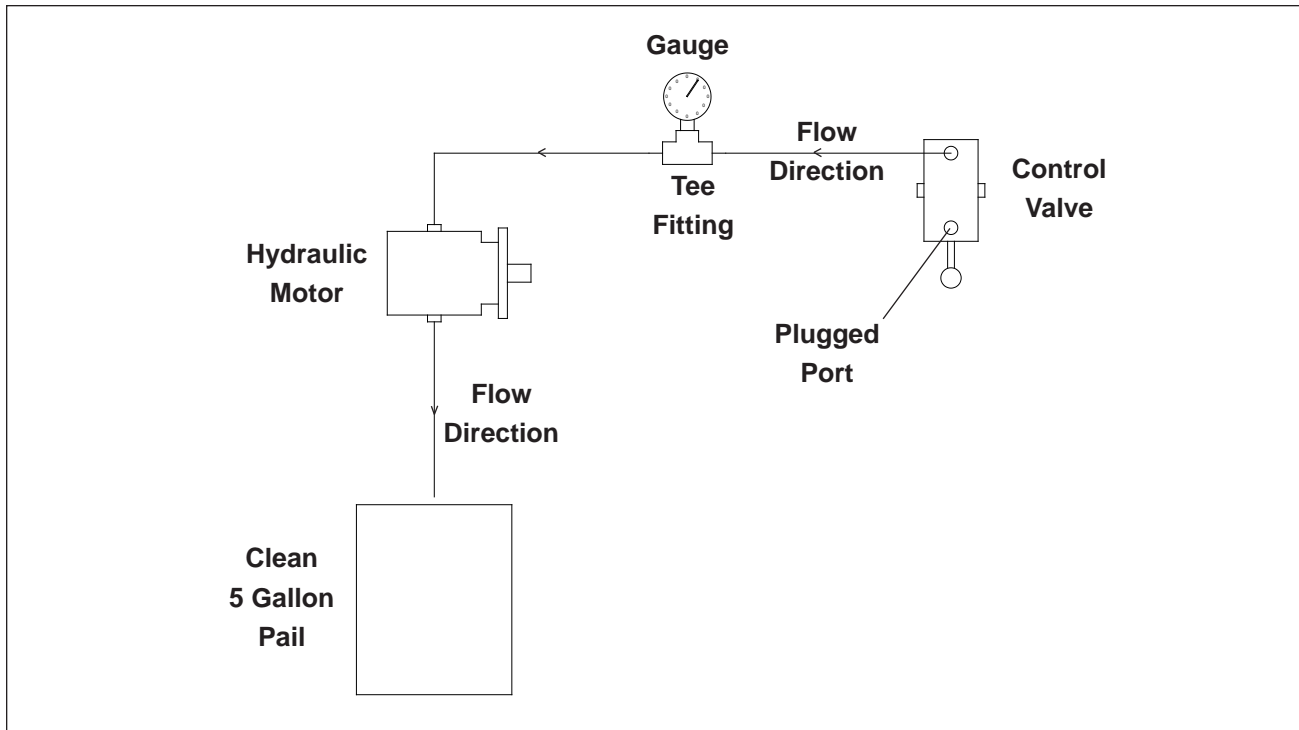 Gauge
Flow
Direction
Control
Valve
Tee
Fitting
Hydraulic
Motor
Plugged
Port
Flow
Direction
Clean
5 Gallon
Pail